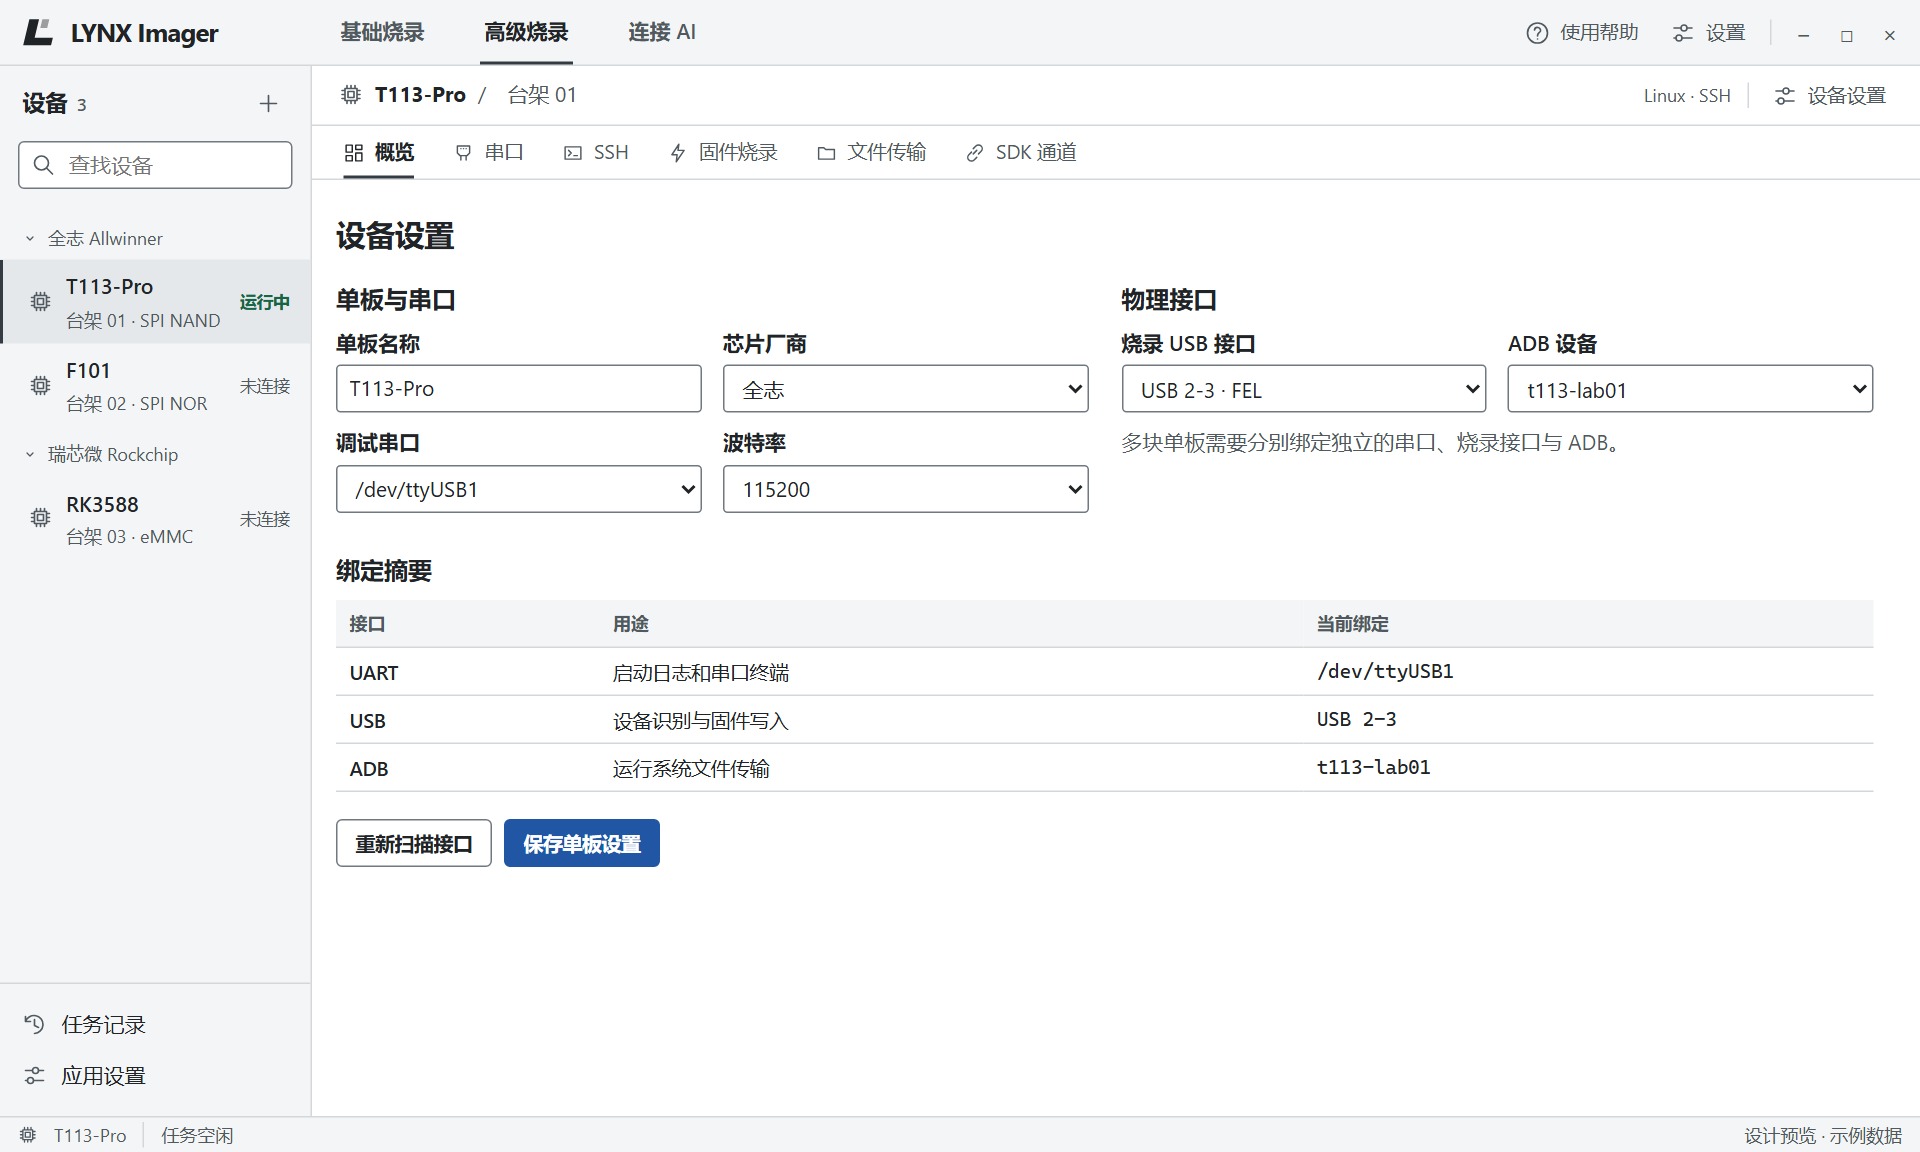 LYNX Imager
基础烧录
高级烧录
连接 AI
使用帮助
设置
设备 3
查找设备
全志 Allwinner
T113-Pro
台架 01 · SPI NAND
运行中
F101
台架 02 · SPI NOR
未连接
瑞芯微 Rockchip
RK3588
台架 03 · eMMC
未连接
任务记录
应用设置
T113-Pro / 台架 01
Linux · SSH
设备设置
概览
串口
SSH
固件烧录
文件传输
SDK 通道
设备设置
单板与串口
单板名称
T113-Pro
芯片厂商
全志
调试串口
/dev/ttyUSB1
波特率
115200
物理接口
烧录 USB 接口
USB 2-3 · FEL
ADB 设备
t113-lab01
多块单板需要分别绑定独立的串口、烧录接口与 ADB。
绑定摘要
接口 用途 当前绑定
UART 启动日志和串口终端 /dev/ttyUSB1
USB 设备识别与固件写入 USB 2-3
ADB 运行系统文件传输 t113-lab01
重新扫描接口
保存单板设置
T113-Pro
任务空闲
设计预览 · 示例数据